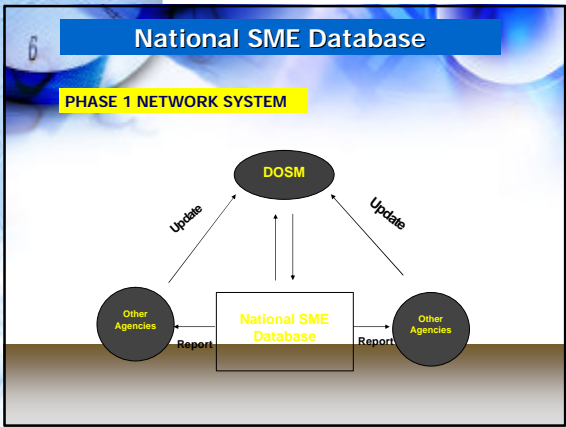 6
National SME Database
PHASE 1 NETWORK SYSTEM
DOSM
Update
Update
Other
Agencies
National SME
Database
Other
Agencies
Report
Report